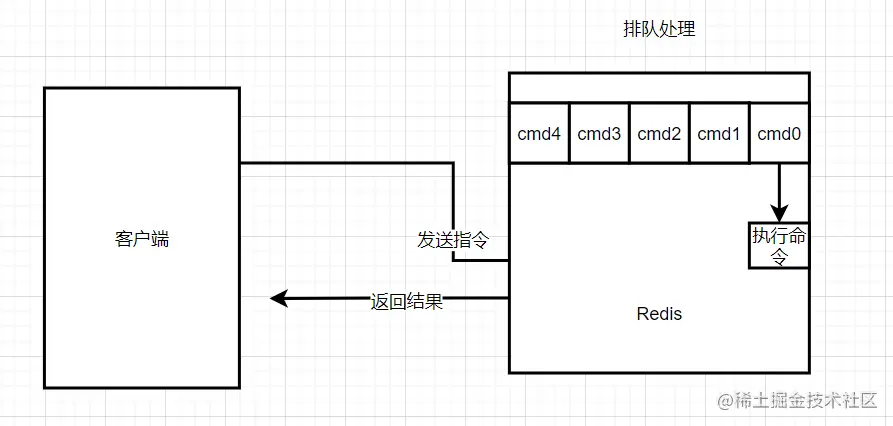 排队处理
cmd4 cmd3 cmd2 cmd1 cmd0
客户端
发送指令
执行命
令
返回结果
Redis
@稀土掘金技术社区